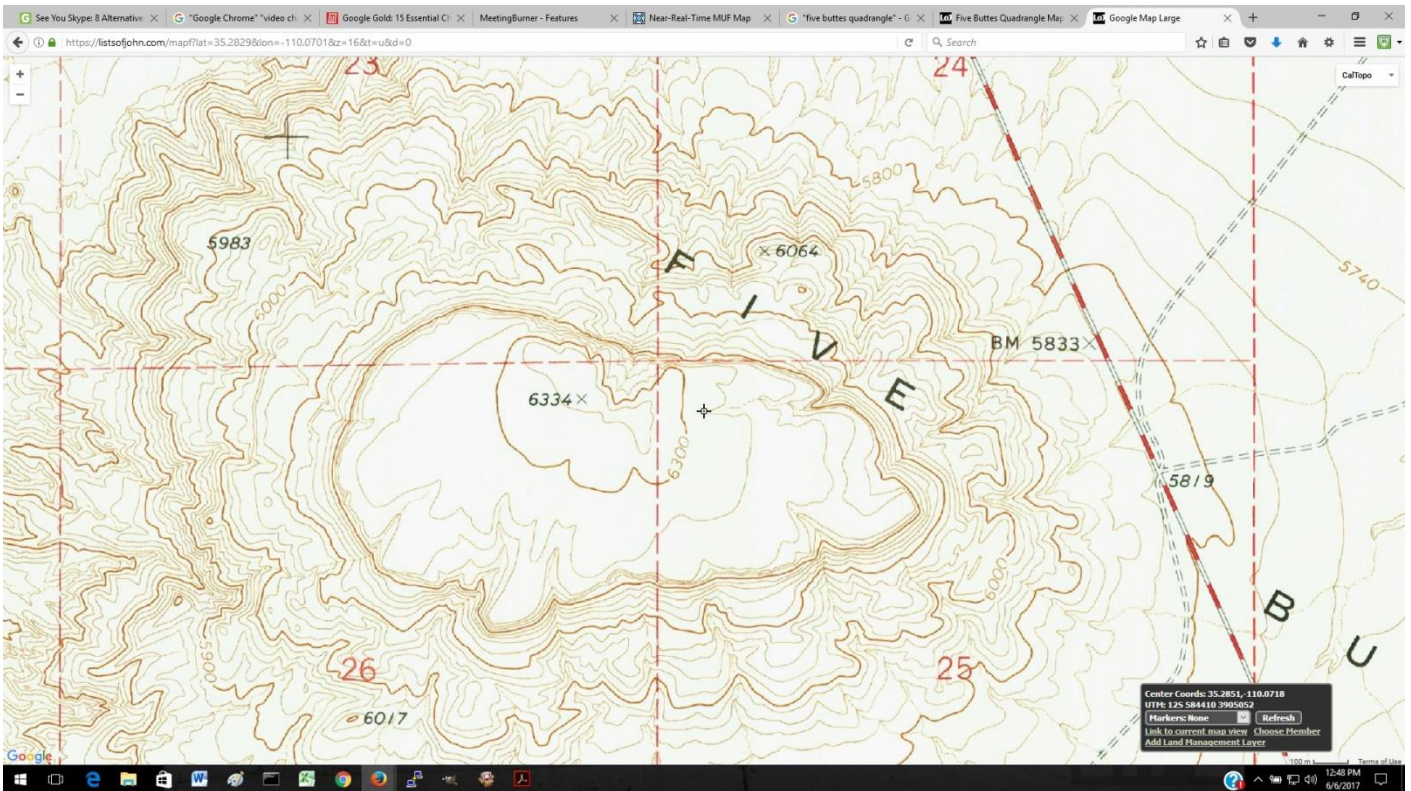 See You Skype: 8 Alternative
"Google Chrome" "video ch
Google Gold: 15 Essential Cl
MeetingBurner - Features
Near-Real-Time MUF Map
"five buttes quadrangle" - G
Five Buttes Quadrangle Map
Google Map Large
https://listsofjohn.com/mapf?lat=35.2829&lon=-110.0701&z=16&t=u&d=0
Search
CalTopo
23
24
5800
5983
× 6064
5740
6000
F I V E
BM 5833×
6334×
6300
5819
6000
B U
26
25
5900
6017
Center Coords: 35.2851,-110.0718
UTM: 12S 584410 3905052
Markers: None
Refresh
Link to current map view Choose Member
Add Land Management Layer
Google
100 m
Terms of Use
12:48 PM
6/6/2017